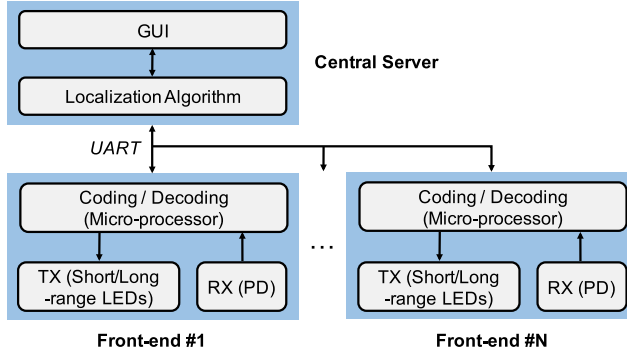 GUI
Central Server
Localization Algorithm
UART
Coding / Decoding
(Micro-processor)
TX (Short/Long
-range LEDs)
RX (PD)
Front-end #1
...
Coding / Decoding
(Micro-processor)
TX (Short/Long
-range LEDs)
RX (PD)
Front-end #N